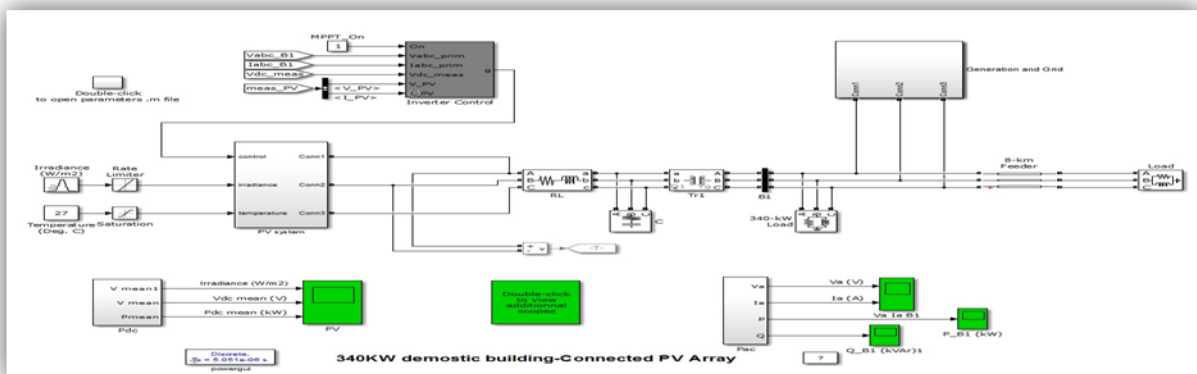 MPPT_On
1
On
Vabc_B1
Vabc_prim
Iabc_B1
Iabc_prim
Vdc_meas
Vdc_meas
meas_PV
<V_PV>
V_PV
<I_PV>
Inverter Control
g
Generation and Grid
Conn1
Conn2
Conn3
Double-click
to open parameters .m file
Irradiance
(W/m2)
Rate
Limiter
27
Temperature
(Deg. C)
Saturation
control
irradiance
temperature
Conn1
Conn2
Conn3
PV system
A
B
C
a
b
c
RL
A
B
C
C
a
b
c
A
B
C
Tr1
B1
340-kW
Load
8-km
Feeder
Load
A
B
C
+
-
v
V mean1
V mean
Pmean
Pdc
Irradiance (W/m2)
Vdc mean (V)
Pdc mean (kW)
PV
Double-click
to view
additionnal
scopes
Va
Ia
P
Q
Pac
Va (V)
Ia (A)
Va Ia B1
P_B1 (kW)
Q_B1 (kVAr)1
?
Discrete,
powergui
340KW demostic building-Connected PV Array